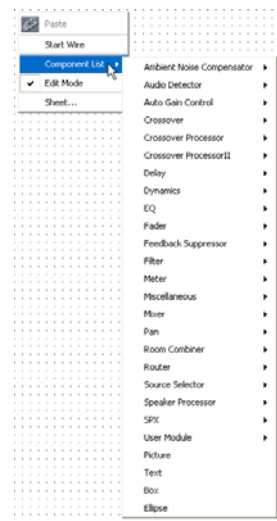 Paste
Start Wire
Component List
Edit Mode
Sheet...
Ambient Noise Compensator
Audio Detector
Auto Gain Control
Crossover
Crossover Processor
Crossover ProcessorII
Delay
Dynamics
EQ
Fader
Feedback Suppressor
Filter
Meter
Miscellaneous
Mixer
Pan
Room Combiner
Router
Source Selector
Speaker Processor
SPX
User Module
Picture
Text
Box
Ellipse